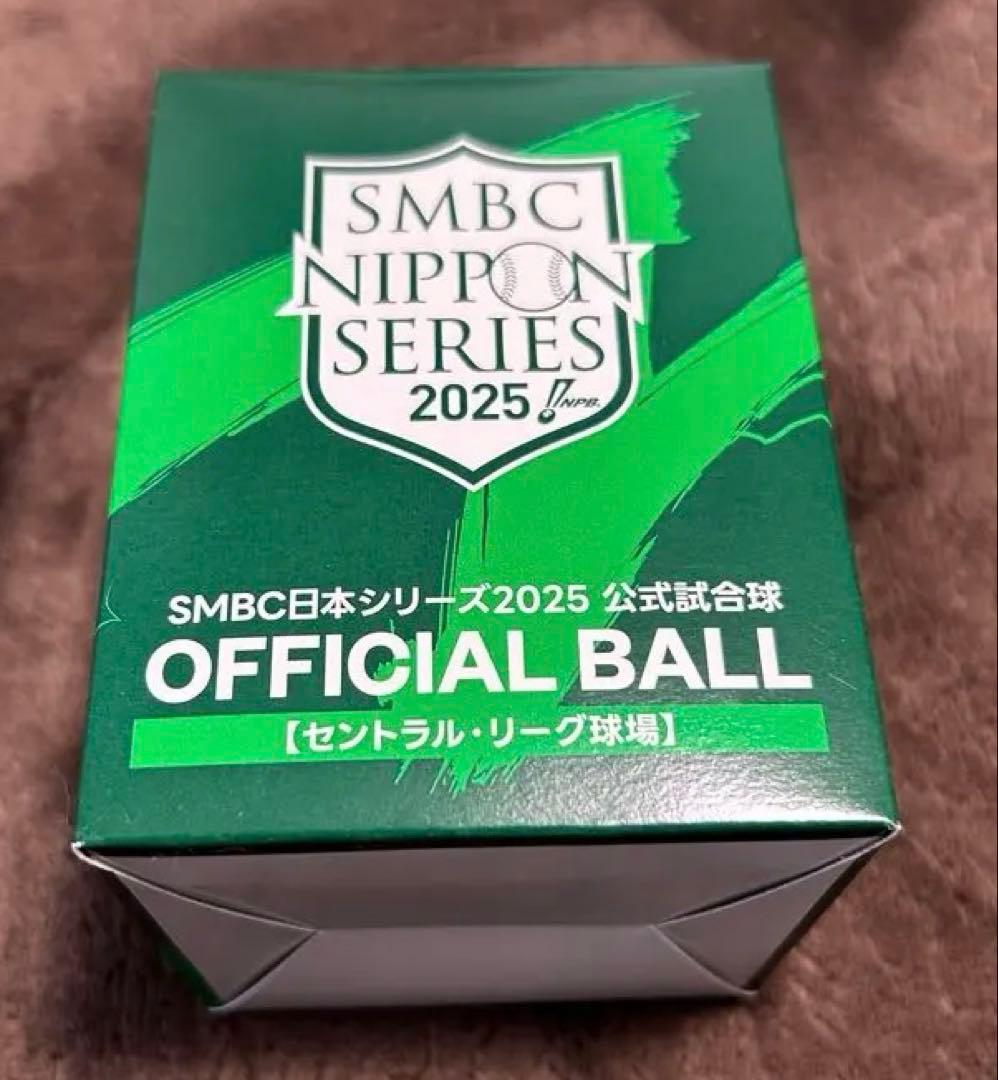 SMBC
NIPPON
SERIES
2025 NPB
SMBC日本シリーズ2025 公式試合球
OFFICIAL BALL
【セントラル・リーグ球場】